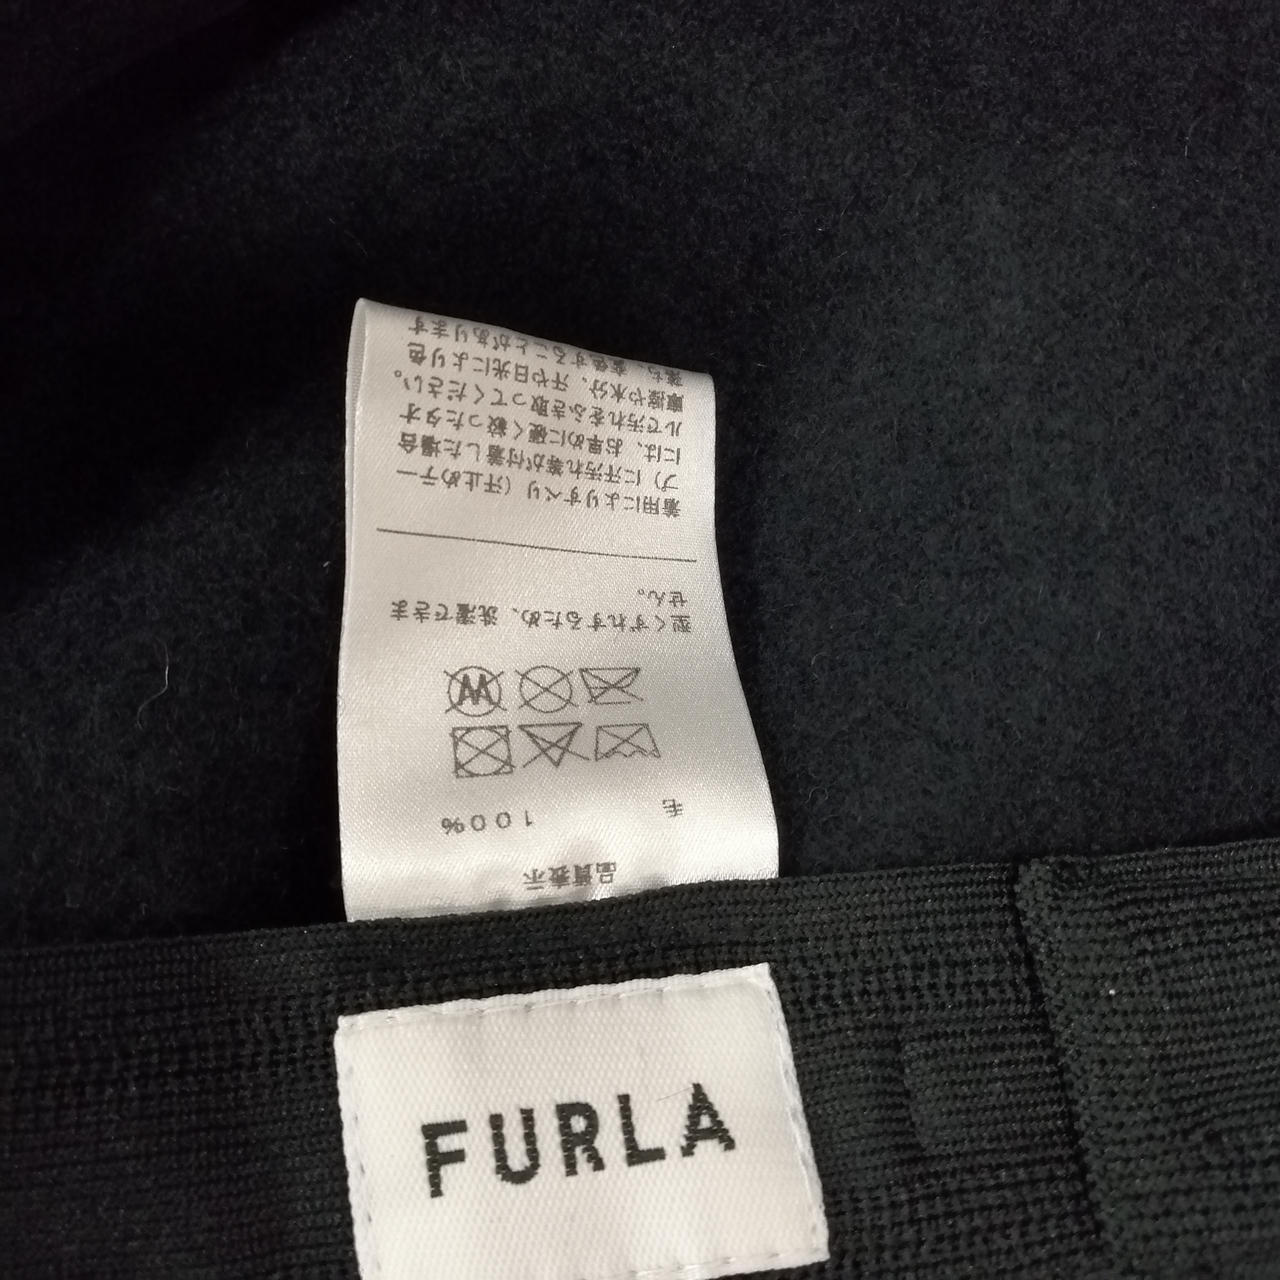 品質表示
毛 100%
型くずれするため、洗濯できま
せん。
着用によりすべり(汗止めテー
プ)に汗汚れ等が付着した場合
には、お早めに硬く絞ったタオ
ルで汚れをふき取ってください。
摩擦や水分、汗や日光により色
落ち、変色することがあります
FURLA